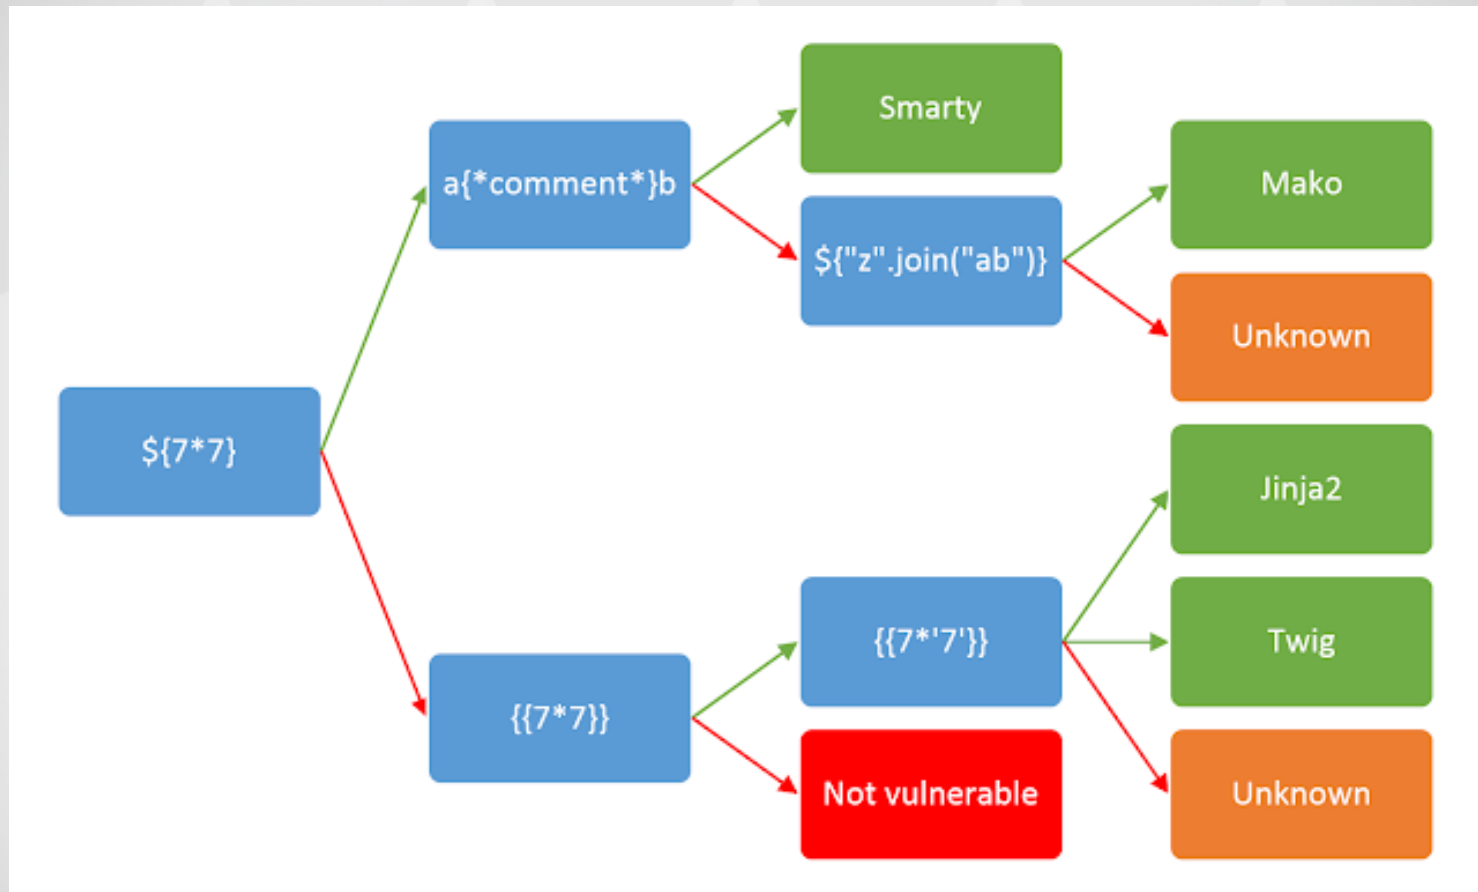 ${7*7}
a{*comment*}b
Smarty
${"z".join("ab")}
Mako
Unknown
{{7*7}}
{{7*'7'}}
Not vulnerable
Jinja2
Twig
Unknown